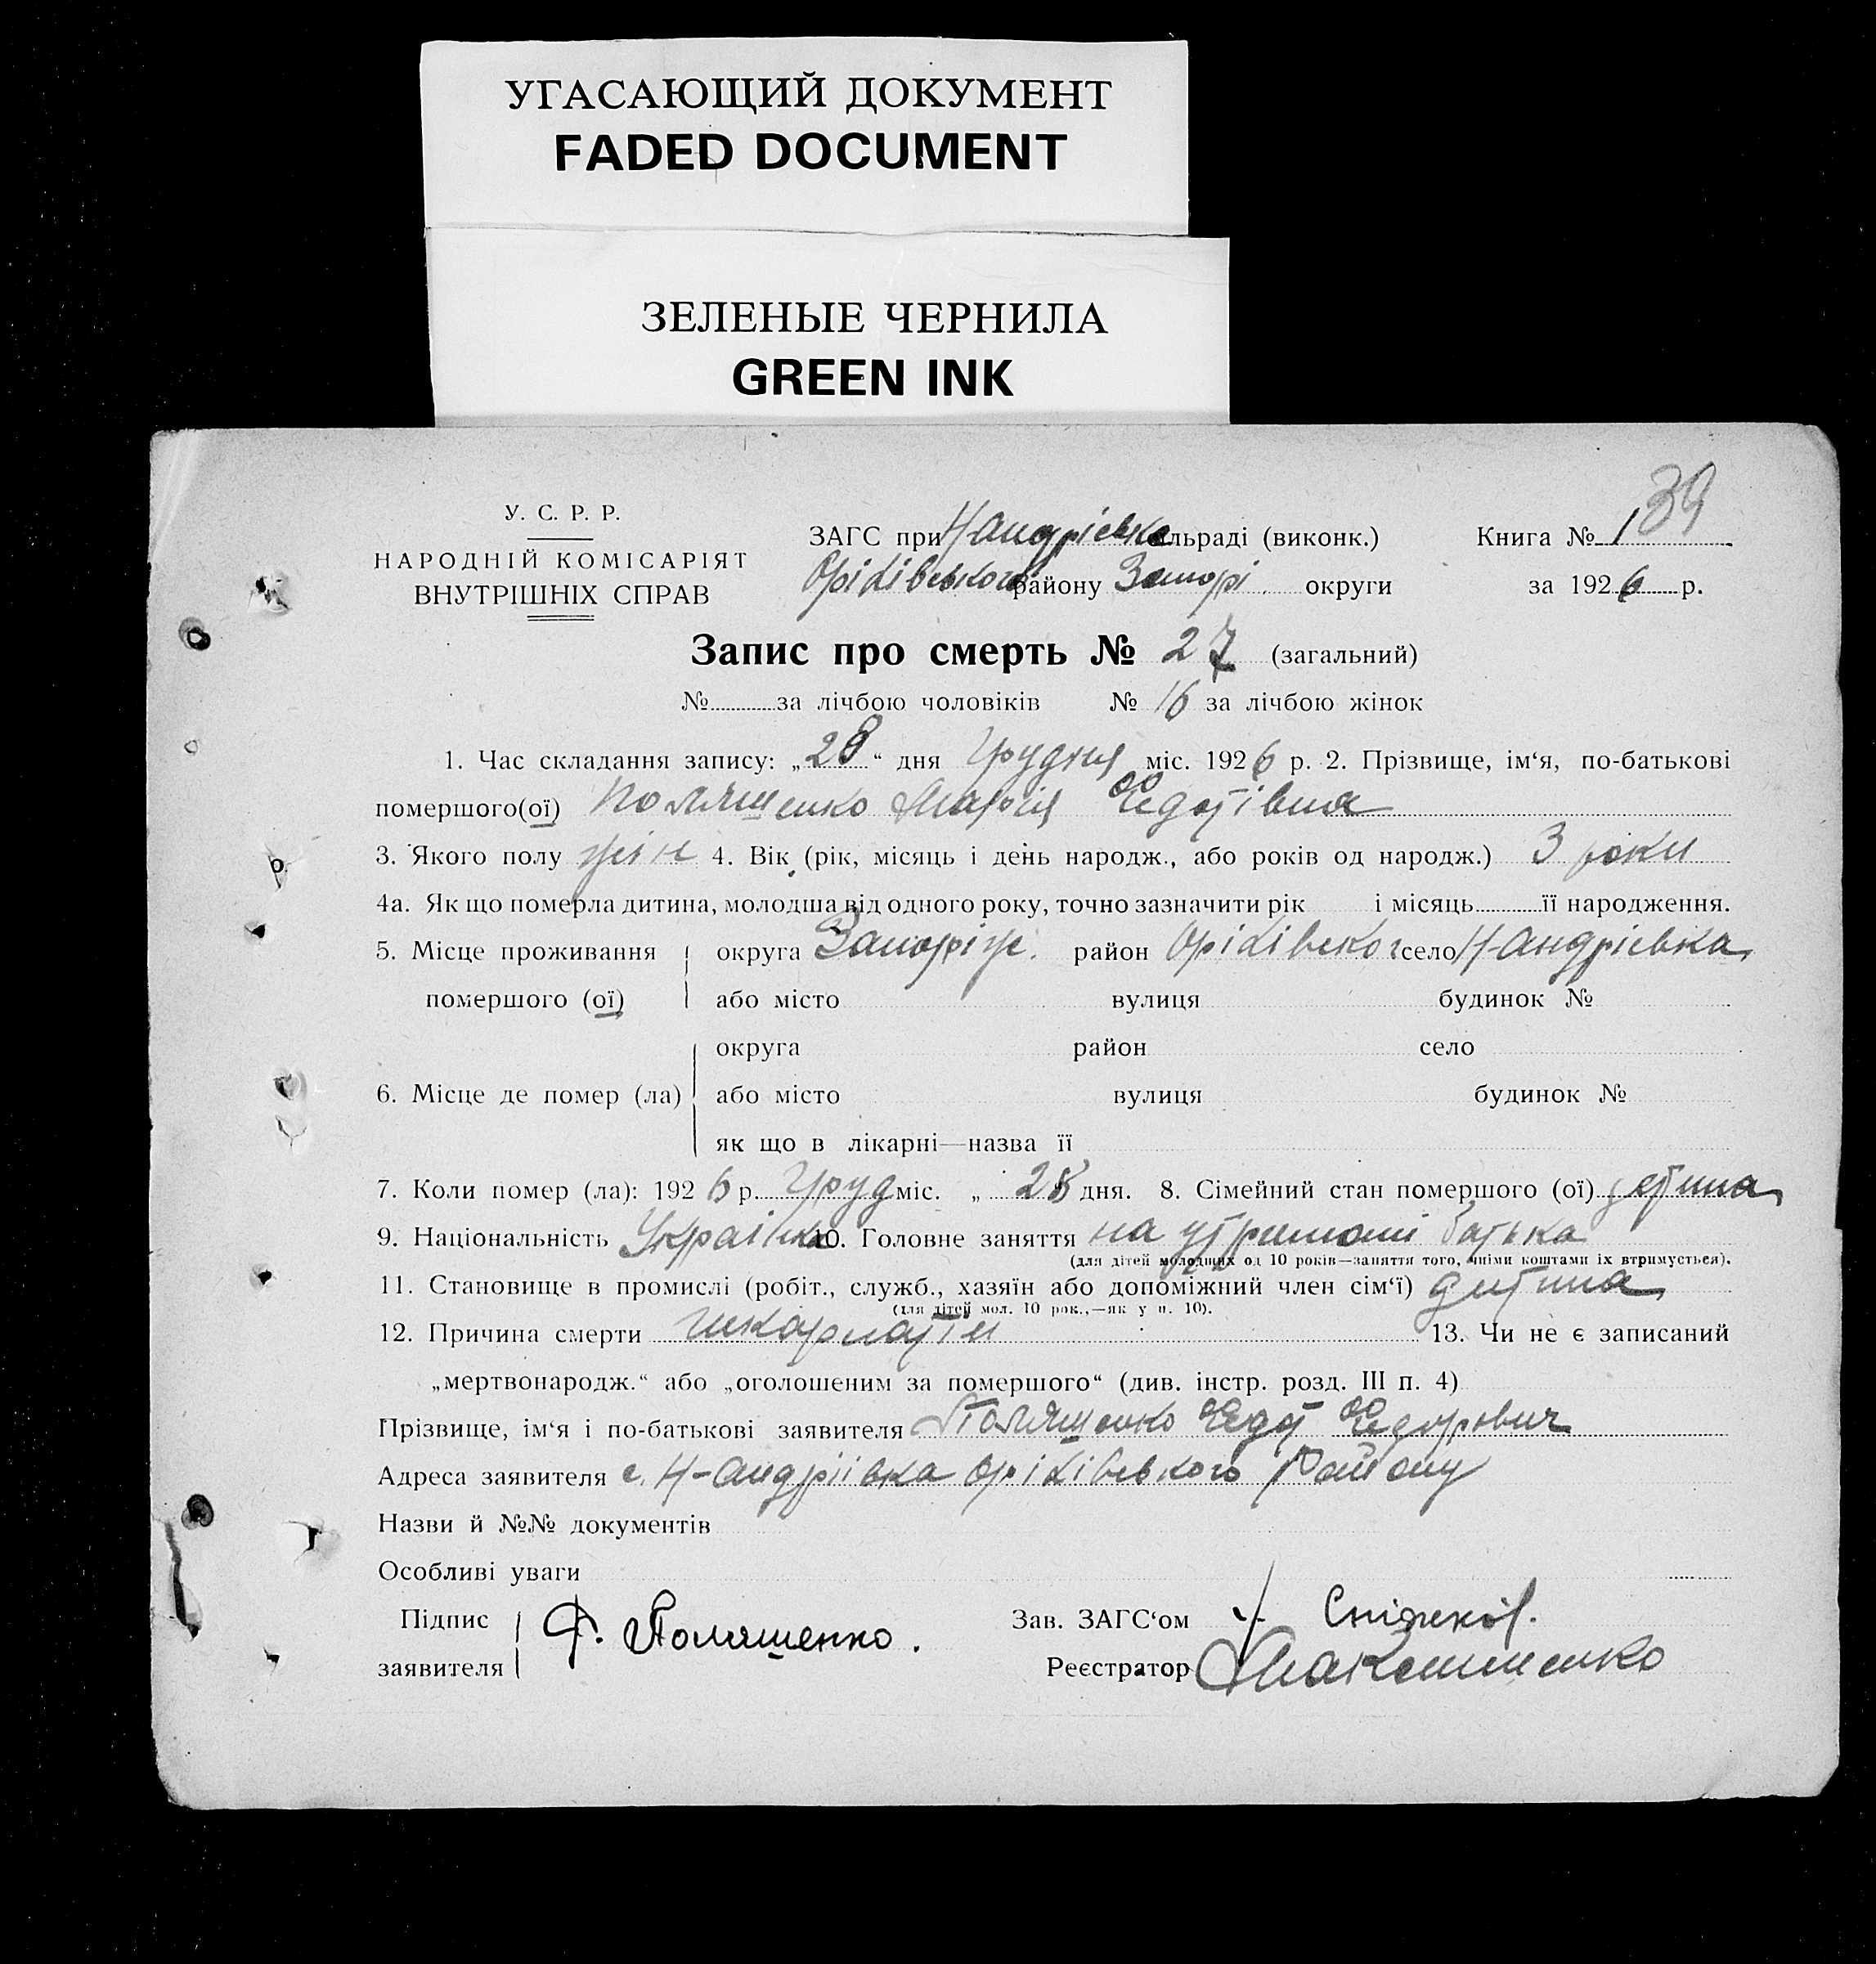 УГАСАЮЩИЙ ДОКУМЕНТ
FADED DOCUMENT
ЗЕЛЕНЫЕ ЧЕРНИЛА
GREEN INK
39
У. С. Р. Р.
НАРОДНІЙ КОМІСАРІЯТ
ВНУТРІШНІХ СПРАВ
ЗАГС при Н Андрієвка сільраді (виконк.) Книга № 1
Оріхівського району Запорі округи за 1926 р.
Запис про смерть № 27 (загальний)
№ за лічбою чоловіків № 16 за лічбою жінок
1. Час складання запису: „28“ дня Грудня міс. 1926 р. 2. Прізвище, ім‘я, по-батькові
помершого(ої) Поляшенко Марія Федотівна
3. Якого полу жін 4. Вік (рік, місяць і день народж., або років од народж.) 3 роки
4а. Як що померла дитина, молодша від одного року, точно зазначити рік і місяць її народження.
5. Місце проживання округа Запоріж. район Оріхівског село Н-Андрієвка
помершого (ої) або місто вулиця будинок №
округа район село
6. Місце де помер (ла) або місто вулиця будинок №
як що в лікарні—назва її
7. Коли помер (ла): 1926 р. Груд міс. „28 дня. 8. Сімейний стан помершого (ої) детина
9. Національність Українка 10. Головне заняття на утримані батька
(для дітей молодших од 10 років—заняття того, чиїми коштами їх втримується).
11. Становище в промислі (робіт., служб., хазяїн або допоміжний член сім‘ї) дитина
(для дітей мол. 10 рок.,—як у п. 10).
12. Причина смерти шкарлатін 13. Чи не є записаний
„мертвонародж.“ або „оголошеним за помершого“ (див. інстр. розд. III п. 4)
Прізвище, ім‘я і по-батькові заявителя Поляшенко Федот Федорович
Адреса заявителя с. Н-Андріівка Оріхівського Району
Назви й №№ документів
Особливі уваги
Підпис Ф. Поляшенко. Зав. ЗАГС‘ом
заявителя Реєстратор